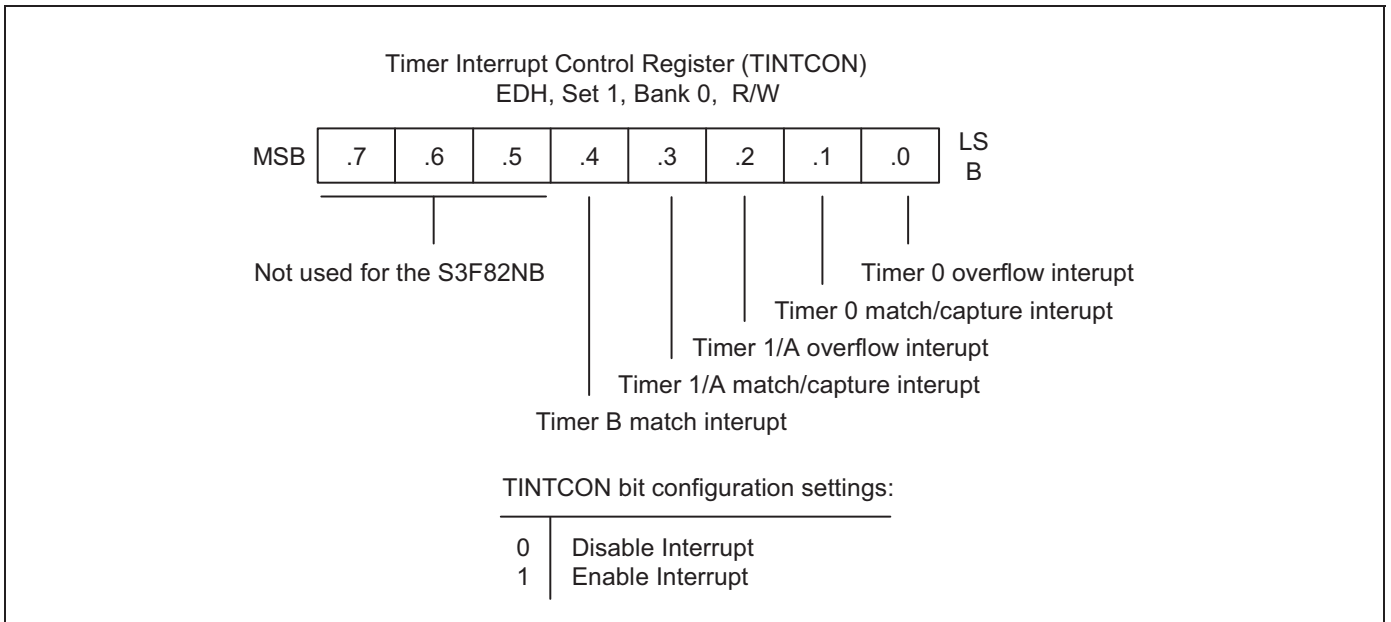 Timer Interrupt Control Register (TINTCON)
EDH, Set 1, Bank 0, R/W
MSB .7 .6 .5 .4 .3 .2 .1 .0 LS
B
Not used for the S3F82NB
Timer 0 overflow interupt
Timer 0 match/capture interupt
Timer 1/A overflow interupt
Timer 1/A match/capture interupt
Timer B match interupt
TINTCON bit configuration settings:
0 Disable Interrupt
1 Enable Interrupt